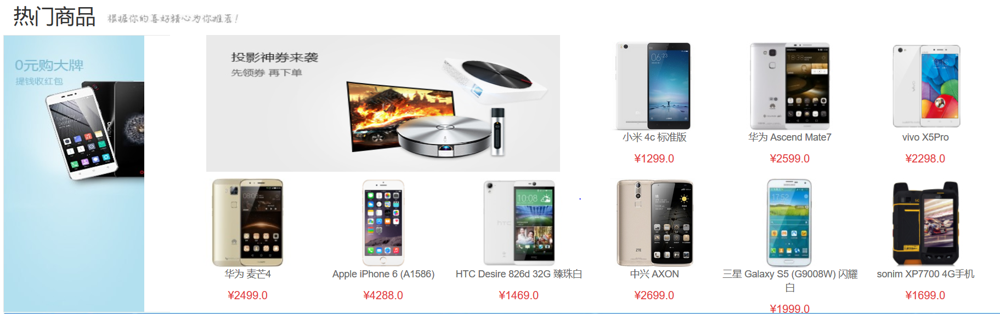 热门商品 根据你的喜好精心为你推荐!
0元购大牌
提钱收红包
投影神券来袭
先领券 再下单
小米 4c 标准版
¥1299.0
华为 Ascend Mate7
¥2599.0
vivo X5Pro
¥2298.0
华为 麦芒4
¥2499.0
Apple iPhone 6 (A1586)
¥4288.0
HTC Desire 826d 32G 臻珠白
¥1469.0
中兴 AXON
¥2699.0
三星 Galaxy S5 (G9008W) 闪耀
白
¥1999.0
sonim XP7700 4G手机
¥1699.0